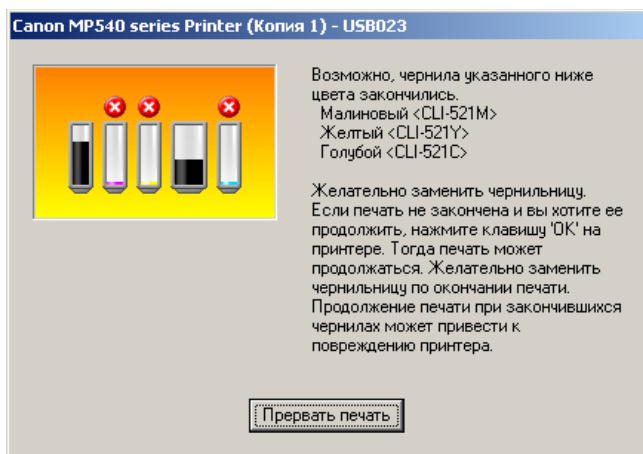 Canon MP540 series Printer (Копия 1) - USB023
Возможно, чернила указанного ниже
цвета закончились.
Малиновый <CLI-521M>
Желтый <CLI-521Y>
Голубой <CLI-521C>
Желательно заменить чернильницу.
Если печать не закончена и вы хотите ее
продолжить, нажмите клавишу 'OK' на
принтере. Тогда печать может
продолжаться. Желательно заменить
чернильницу по окончании печати.
Продолжение печати при закончившихся
чернилах может привести к
повреждению принтера.
Прервать печать